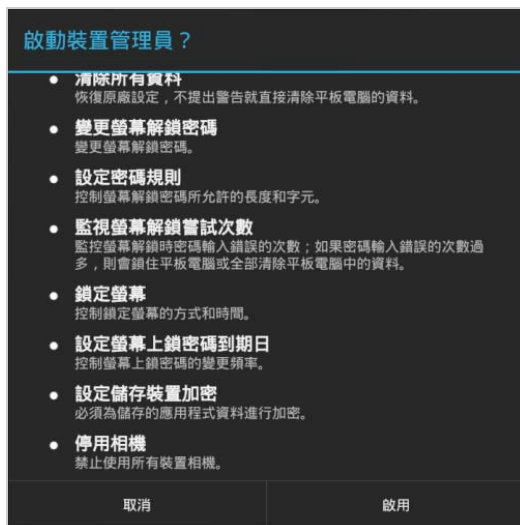 啟動裝置管理員？
清除所有資料
恢復原廠設定，不提出警告就直接清除平板電腦的資料。
變更螢幕解鎖密碼
變更螢幕解鎖密碼。
設定密碼規則
控制螢幕解鎖密碼所允許的長度和字元。
監視螢幕解鎖嘗試次數
監控螢幕解鎖時密碼輸入錯誤的次數；如果密碼輸入錯誤的次數過
多，則會鎖住平板電腦或全部清除平板電腦中的資料。
鎖定螢幕
控制鎖定螢幕的方式和時間。
設定螢幕上鎖密碼到期日
控制螢幕上鎖密碼的變更頻率。
設定儲存裝置加密
必須為儲存的應用程式資料進行加密。
停用相機
禁止使用所有裝置相機。
取消
啟用